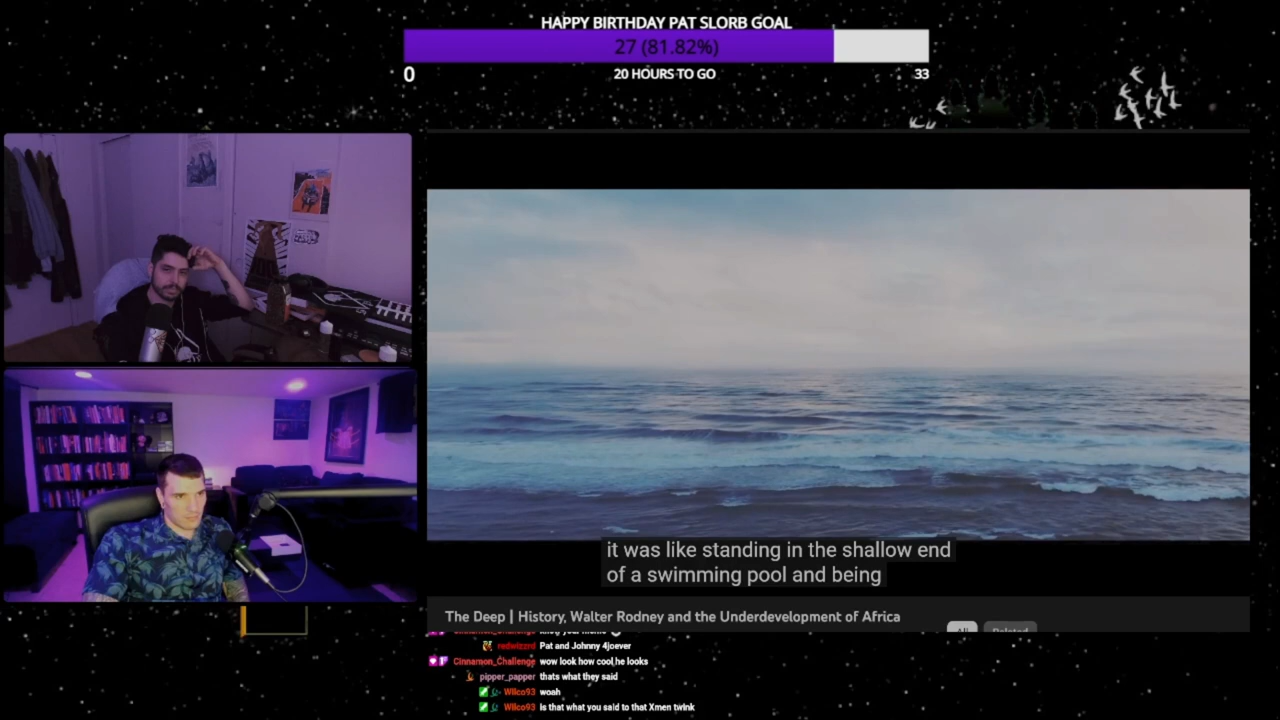 HAPPY BIRTHDAY PAT SLORB GOAL
27 (81.82%)
0
20 HOURS TO GO
33
it was like standing in the shallow end
of a swimming pool and being
The Deep | History, Walter Rodney and the Underdevelopment of Africa
All
Related
redwizzrd Pat and Johnny 4joever
Cinnamon_Challenge wow look how cool he looks
pipper_papper thats what they said
Wilco93 woah
Wilco93 is that what you said to that Xmen twink